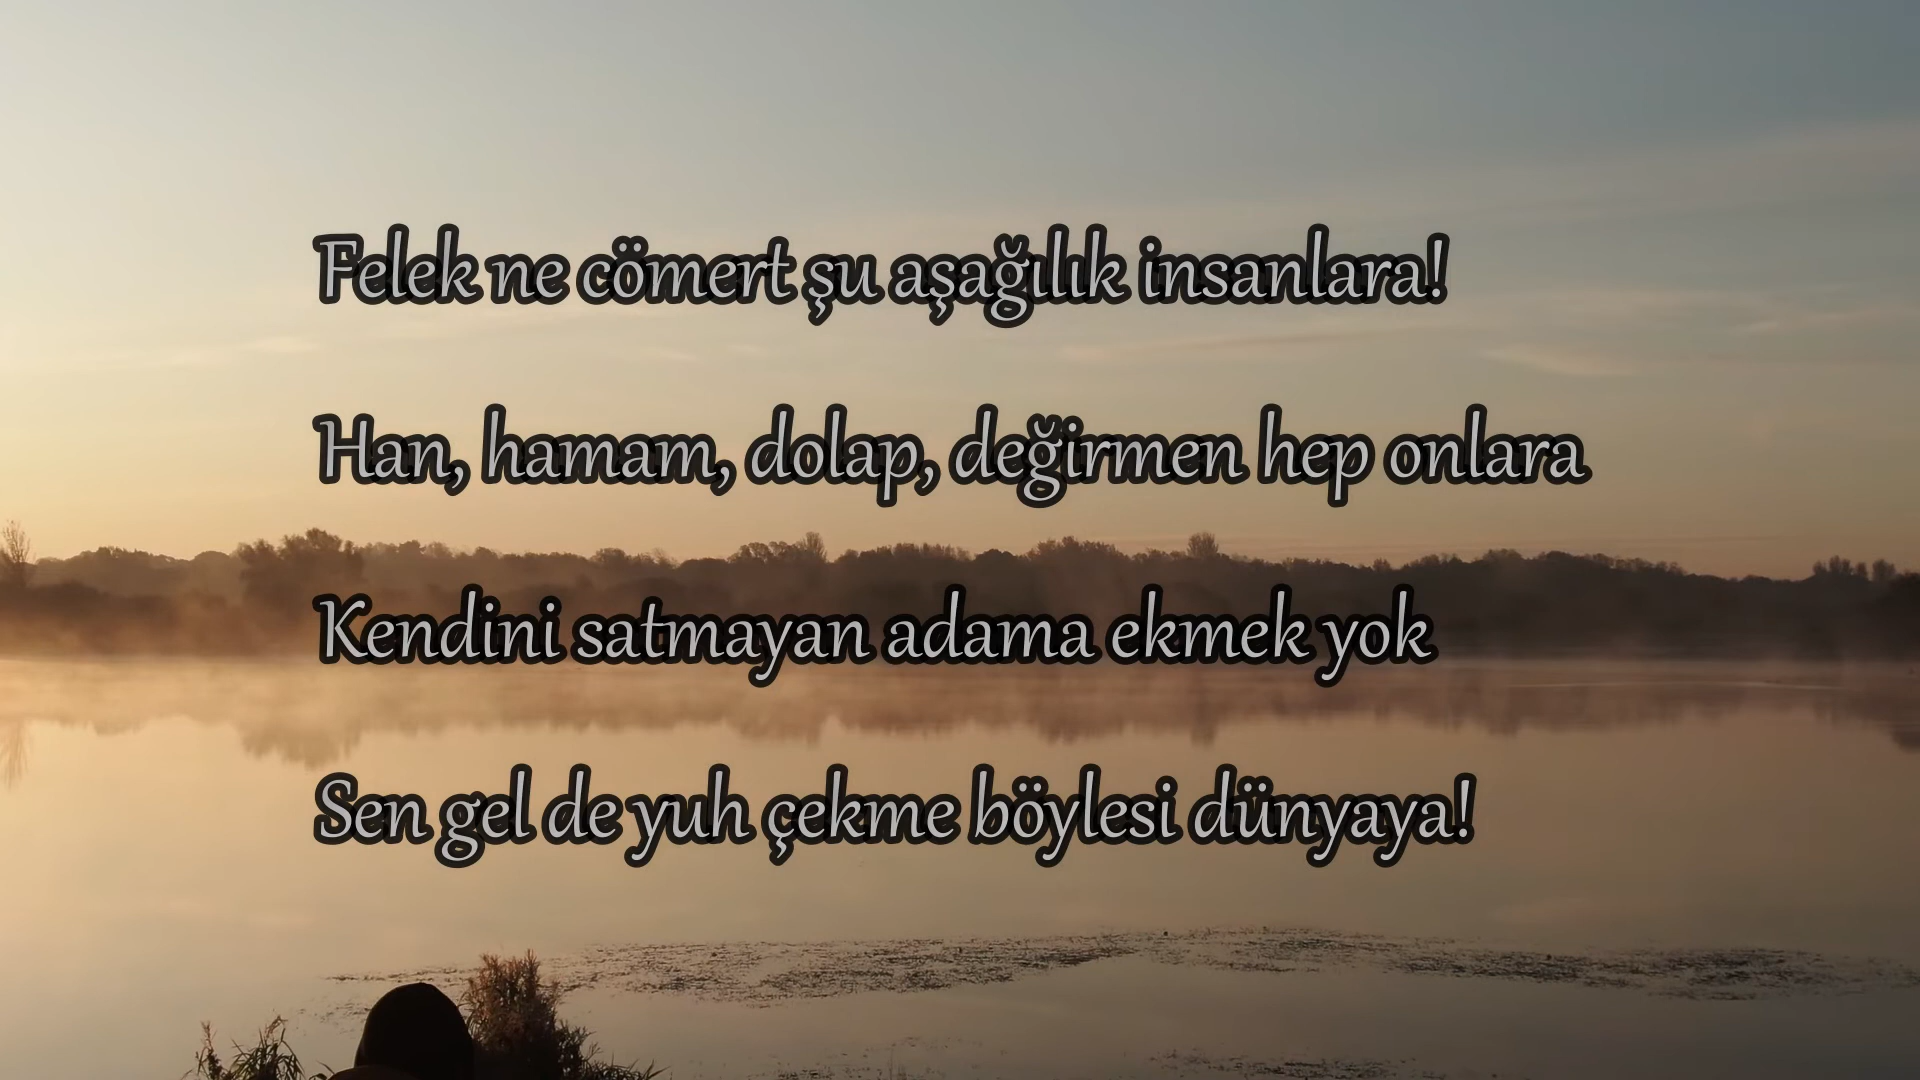 Felek ne cömert şu aşağılık insanlara!
Han, hamam, dolap, değirmen hep onlara
Kendini satmayan adama ekmek yok
Sen gel de yuh çekme böylesi dünyaya!